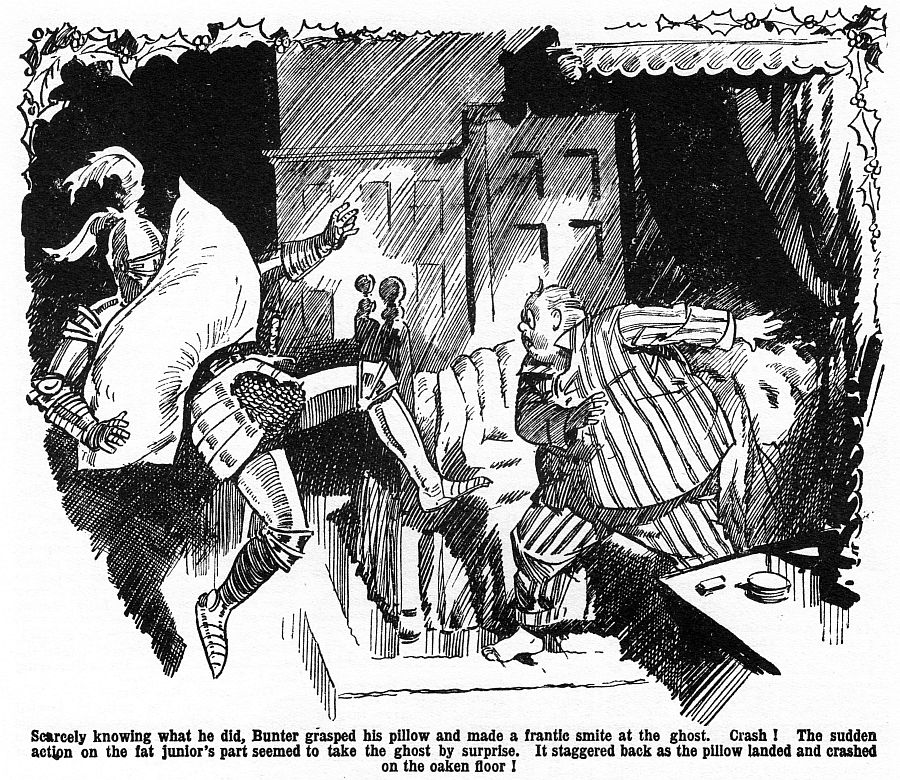 Scarcely knowing what he did, Bunter grasped his pillow and made a frantic smite at the ghost. Crash ! The sudden
action on the fat junior's part seemed to take the ghost by surprise. It staggered back as the pillow landed and crashed
on the oaken floor !